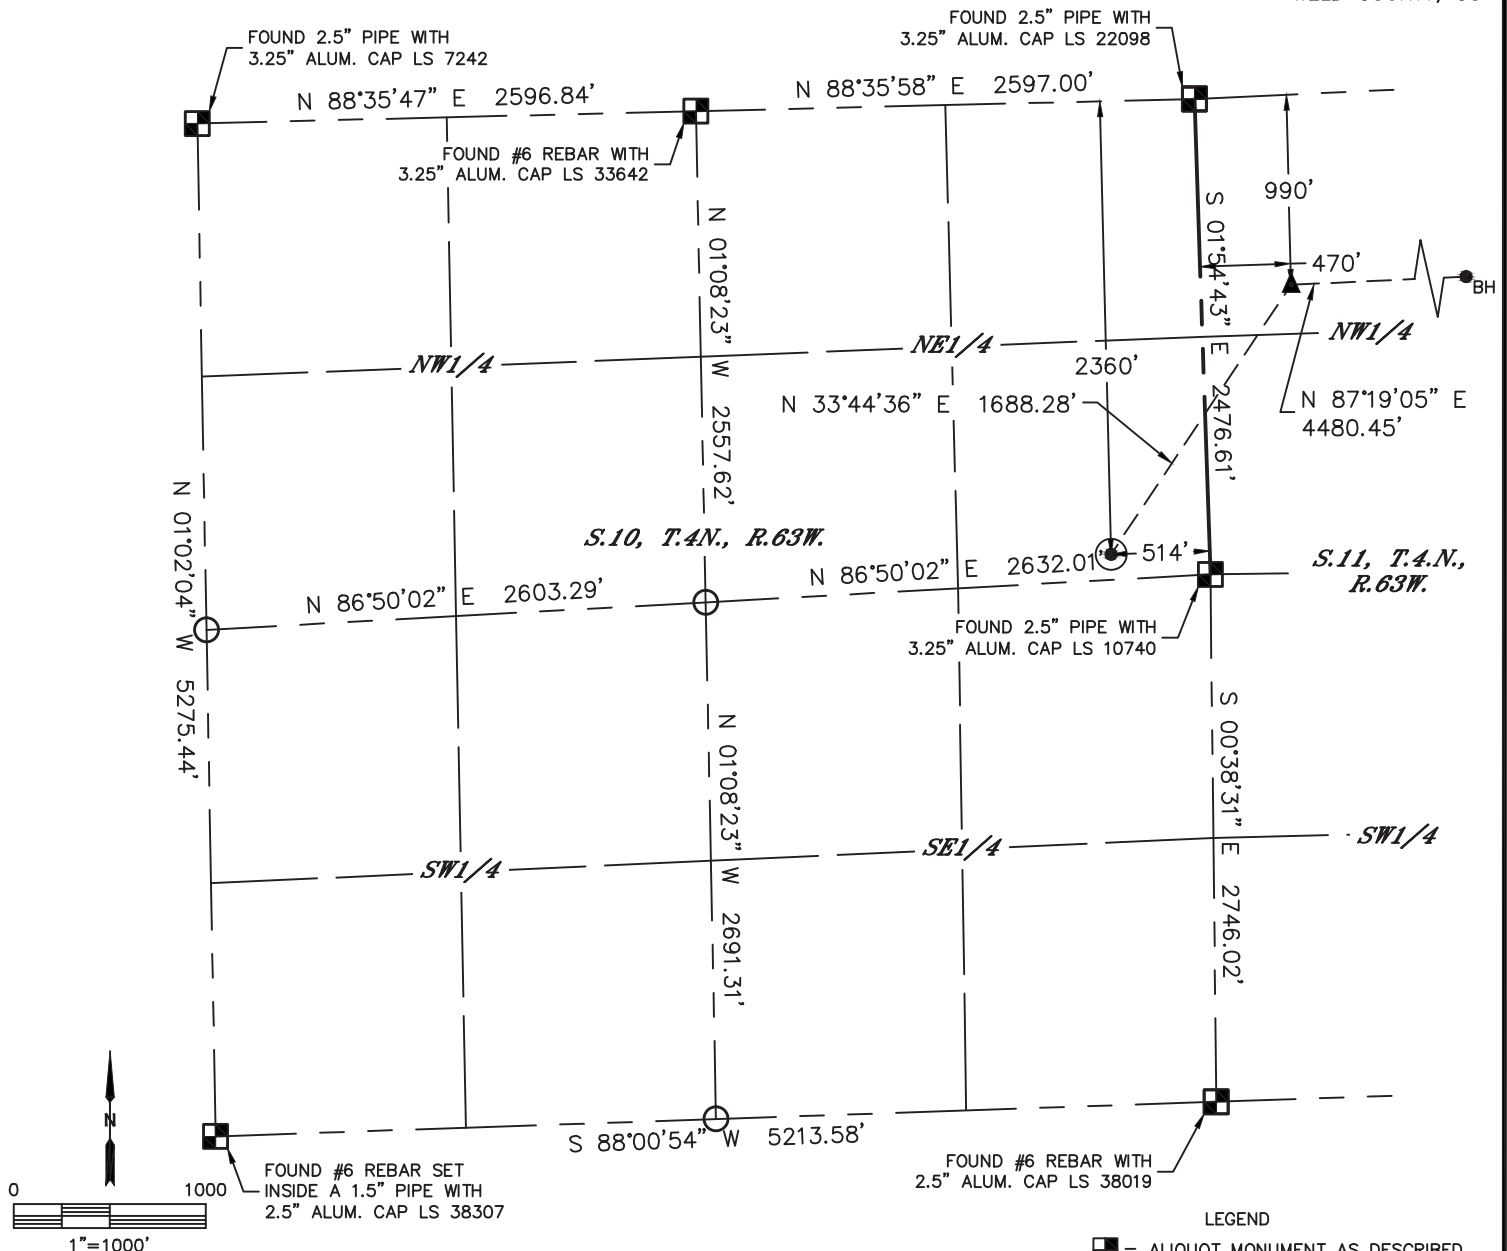 FOUND 2.5” PIPE WITH
3.25” ALUM. CAP LS 22098
FOUND 2.5” PIPE WITH
3.25” ALUM. CAP LS 7242
N 88°35’47” E 2596.84’
N 88°35’58” E 2597.00’
FOUND #6 REBAR WITH
3.25” ALUM. CAP LS 33642
990’
S 01°54’43” E 2476.61’
470’
BH
N 01°08’23” W 2557.62’
NW1/4
NE1/4
NW1/4
2360’
N 33°44’36” E 1688.28’
N 87°19’05” E
4480.45’
N 01°02’04” W 5275.44’
S.10, T.4N., R.63W.
514’
S.11, T.4.N.,
R.63W.
N 86°50’02” E 2603.29’
N 86°50’02” E 2632.01’
FOUND 2.5” PIPE WITH
3.25” ALUM. CAP LS 10740
N 01°08’23” W 2691.31’
S 00°38’31” E 2746.02’
SW1/4
SE1/4
SW1/4
N
S 88°00’54” W 5213.58’
FOUND #6 REBAR SET
INSIDE A 1.5” PIPE WITH
2.5” ALUM. CAP LS 38307
FOUND #6 REBAR WITH
2.5” ALUM. CAP LS 38019
0 1000
1”=1000’
LEGEND
= ALIQUOT MONUMENT AS DESCRIBED